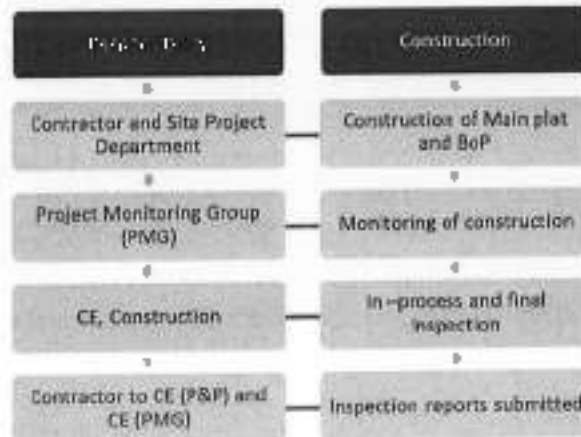 Construction
Contractor and Site Project
Department
Construction of Main plat
and BoP
Project Monitoring Group
(PMG)
Monitoring of construction
CE, Construction
In –process and final
Inspection
Contractor to CE (P&P) and
CE (PMG)
Inspection reports submitted